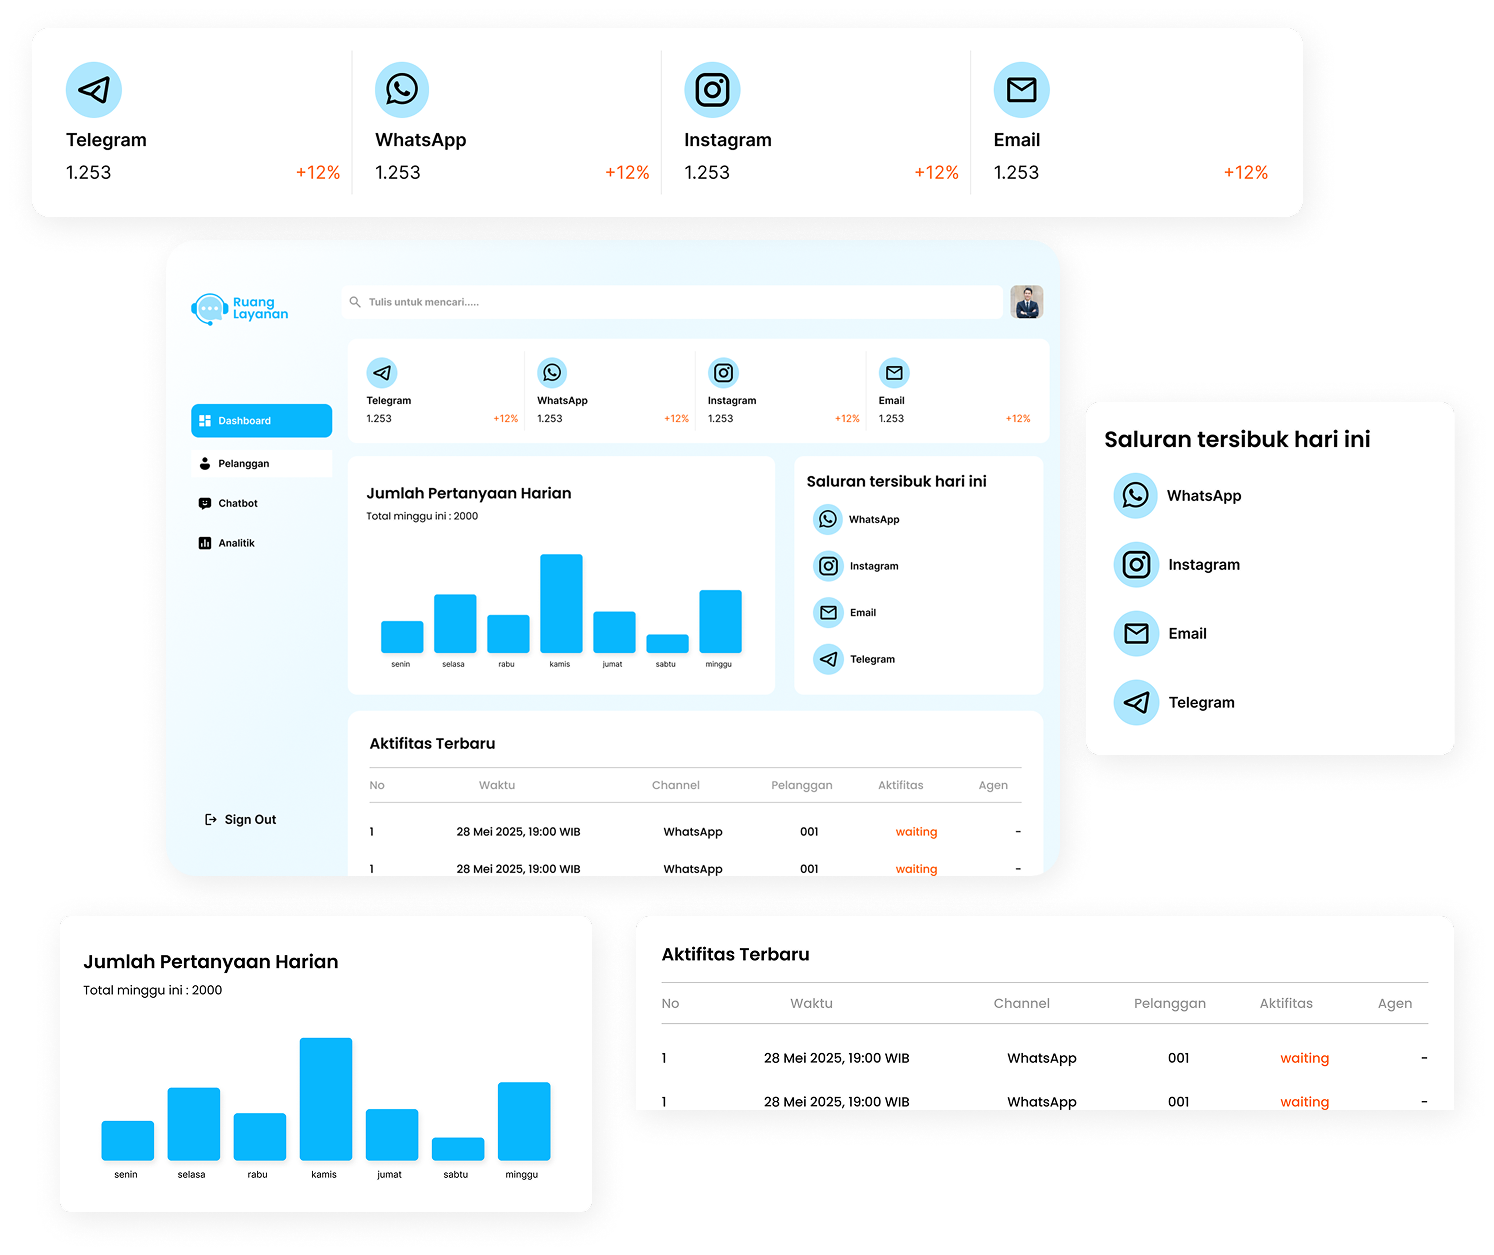 Telegram
1.253
+12%
WhatsApp
1.253
+12%
Instagram
1.253
+12%
Email
1.253
+12%
Ruang
Layanan
Tulis untuk mencari.....
Dashboard
Pelanggan
Chatbot
Analitik
Sign Out
Telegram
1.253
+12%
WhatsApp
1.253
+12%
Instagram
1.253
+12%
Email
1.253
+12%
Jumlah Pertanyaan Harian
Total minggu ini : 2000
senin selasa rabu kamis jumat sabtu minggu
Saluran tersibuk hari ini
WhatsApp
Instagram
Email
Telegram
Aktifitas Terbaru
No Waktu Channel Pelanggan Aktifitas Agen
1 28 Mei 2025, 19:00 WIB WhatsApp 001 waiting -
1 28 Mei 2025, 19:00 WIB WhatsApp 001 waiting -
Saluran tersibuk hari ini
WhatsApp
Instagram
Email
Telegram
Jumlah Pertanyaan Harian
Total minggu ini : 2000
senin selasa rabu kamis jumat sabtu minggu
Aktifitas Terbaru
No Waktu Channel Pelanggan Aktifitas Agen
1 28 Mei 2025, 19:00 WIB WhatsApp 001 waiting -
1 28 Mei 2025, 19:00 WIB WhatsApp 001 waiting -